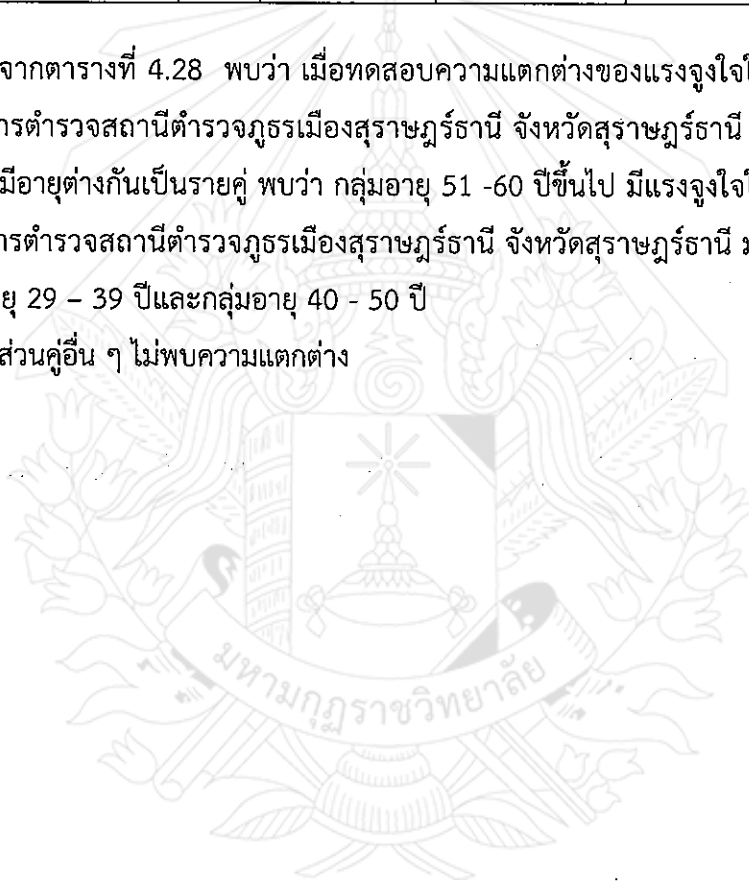 จากตารางที่ 4.28 พบว่า เมื่อทดสอบความแตกต่างของแรงจูงใจใ
ารตำรวจสถานีตำรวจภูธรเมืองสุราษฎร์ธานี จังหวัดสุราษฎร์ธานี
มีอายุต่างกันเป็นรายคู่ พบว่า กลุ่มอายุ 51 -60 ปีขึ้นไป มีแรงจูงใจใ
ารตำรวจสถานีตำรวจภูธรเมืองสุราษฎร์ธานี จังหวัดสุราษฎร์ธานี ม
ยุ 29 – 39 ปีและกลุ่มอายุ 40 - 50 ปี
ส่วนคู่อื่น ๆ ไม่พบความแตกต่าง
มหามกุฏราชวิทยาลัย